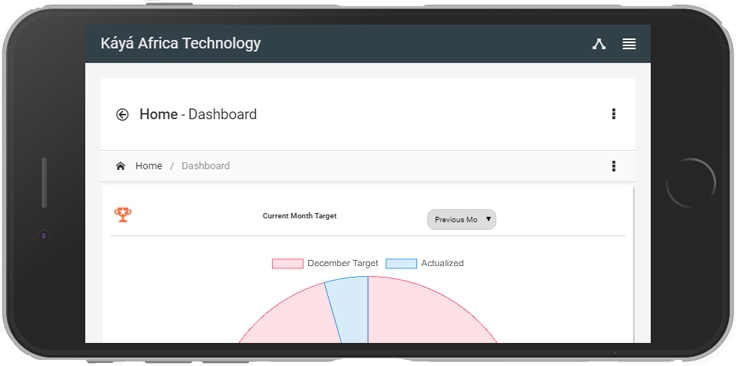 Káyá Africa Technology
Home - Dashboard
Home / Dashboard
Current Month Target
Previous Mo
December Target
Actualized